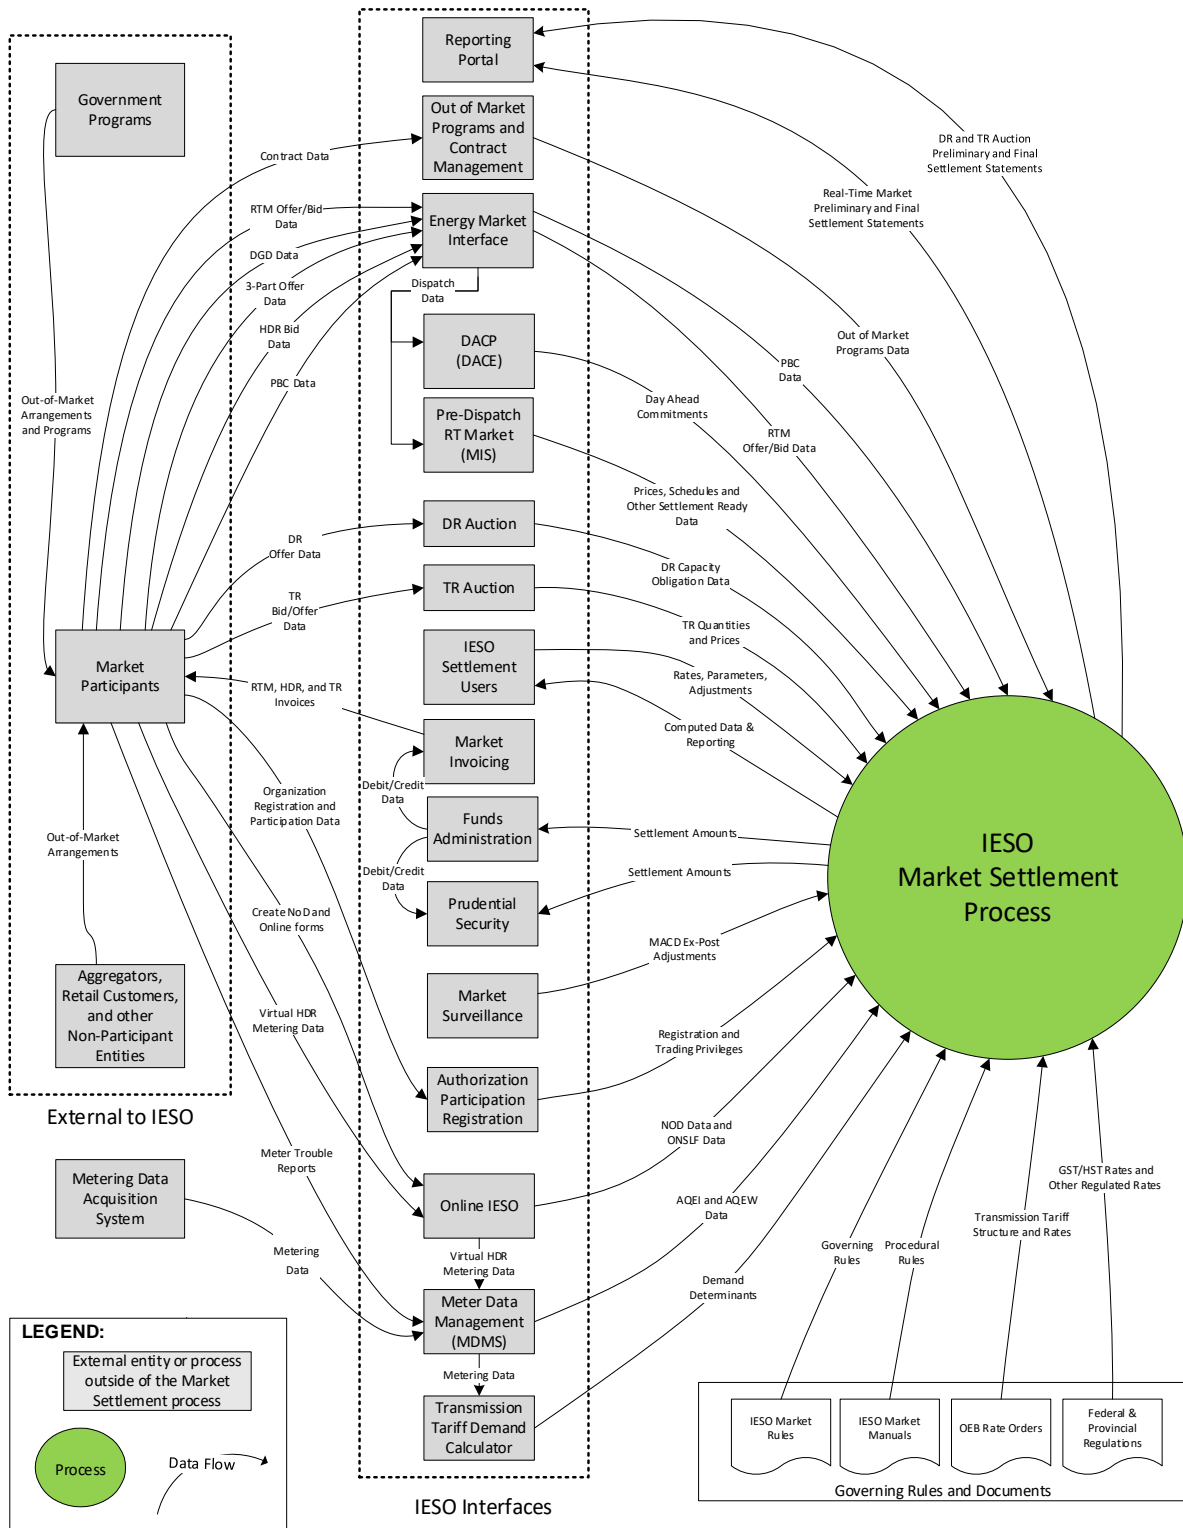 Government
Programs
Reporting
Portal
Out of Market
Programs and
Contract
Management
Contract Data
RTM Offer/Bid
Data
DGD Data
3-Part Offer
Data
HDR Bid
Data
PBC Data
Energy Market
Interface
Dispatch
Data
DACP
(DACE)
Pre-Dispatch
RT Market
(MIS)
DR and TR Auction
Preliminary and Final
Settlement Statements
Real-Time Market
Preliminary and Final
Settlement Statements
Out of Market
Programs Data
PBC
Data
Day Ahead
Commitments
RTM
Offer/Bid Data
Prices, Schedules and
Other Settlement Ready
Data
Out-of-Market
Arrangements
and Programs
DR
Offer Data
DR Auction
DR Capacity
Obligation Data
TR
Bid/Offer
Data
TR Auction
TR Quantities
and Prices
Market
Participants
IESO
Settlement
Users
Rates, Parameters,
Adjustments
RTM, HDR, and TR
Invoices
Computed Data &
Reporting
Market
Invoicing
Debit/Credit
Data
Organization
Registration and
Participation Data
Funds
Administration
Settlement Amounts
Out-of-Market
Arrangements
Debit/Credit
Data
Settlement Amounts
Prudential
Security
IESO
Market Settlement
Process
Create NoD and
Online forms
MACD Ex-Post
Adjustments
Aggregators,
Retail Customers,
and other
Non-Participant
Entities
Market
Surveillance
Virtual HDR
Metering Data
Registration and
Trading Privileges
Authorization
Participation
Registration
External to IESO
NOD Data and
ONSLF Data
Meter Trouble
Reports
Metering Data
Acquisition
System
Online IESO
AQEI and AQEW
Data
GST/HST Rates and
Other Regulated Rates
Transmission Tariff
Structure and Rates
Metering
Data
Virtual HDR
Metering Data
Governing
Rules
Procedural
Rules
Demand
Determinants
Meter Data
Management
(MDMS)
Metering Data
Transmission
Tariff Demand
Calculator
LEGEND:
External entity or process
outside of the Market
Settlement process
Process
Data Flow
IESO Interfaces
IESO Market
Rules
IESO Market
Manuals
OEB Rate Orders
Federal &
Provincial
Regulations
Governing Rules and Documents